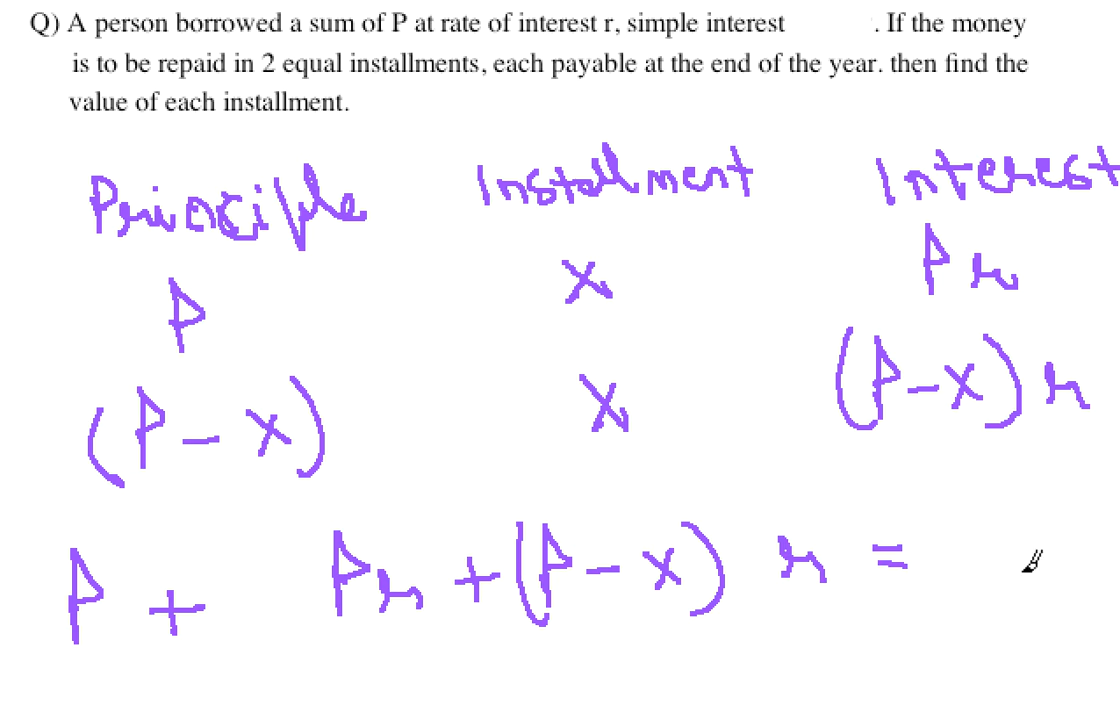 Q) A person borrowed a sum of P at rate of interest r, simple interest . If the money
is to be repaid in 2 equal installments, each payable at the end of the year. then find the
value of each installment.
Principle Installment Interest
P x Pr
(P-x) x (P-x) r
P + Pr + (P-x) r =